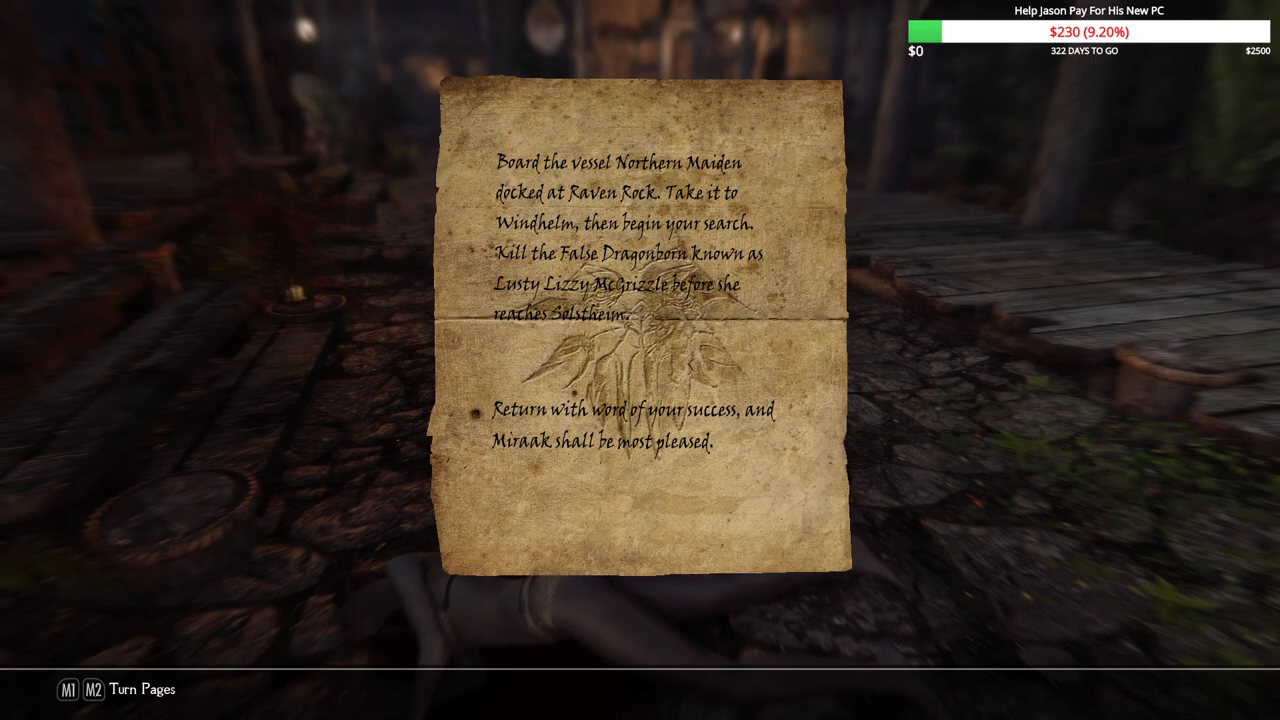 Help Jason Pay For His New PC
$230 (9.20%)
$0
322 DAYS TO GO
$2500
Board the vessel Northern Maiden
docked at Raven Rock. Take it to
Windhelm, then begin your search.
Kill the False Dragonborn known as
Lusty Lizzy McGrizzle before she
reaches Solstheim.
Return with word of your success, and
Miraak shall be most pleased.
M1 M2 Turn Pages